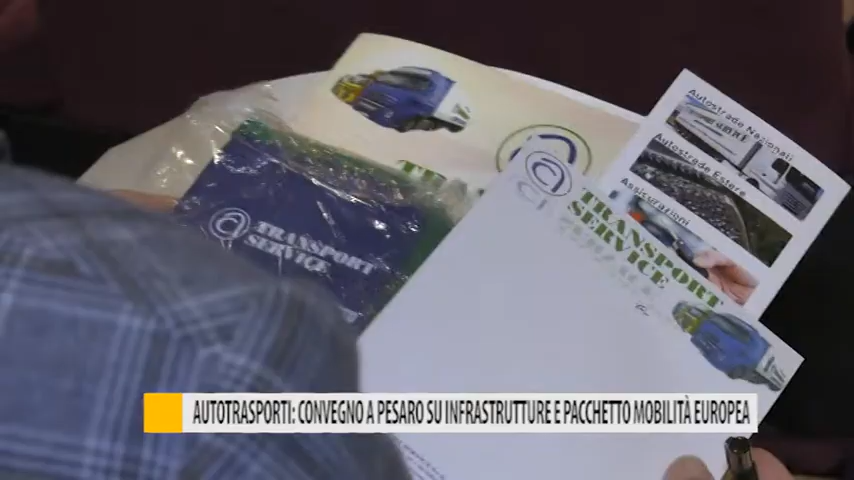 Autostrade Nazionali
Autostrade Estere
Assicurazioni
TRANSPORT
SERVICE
TRANSPORT
SERVICE
AUTOTRASPORTI: CONVEGNO A PESARO SU INFRASTRUTTURE E PACCHETTO MOBILITÀ EUROPEA